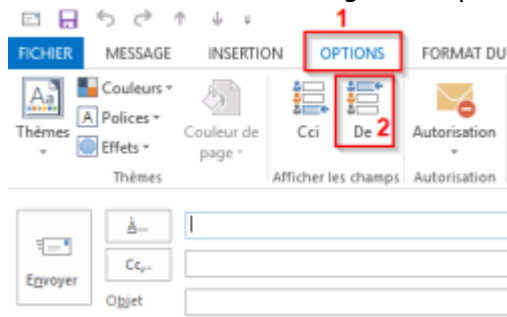 1
FICHIER MESSAGE INSERTION OPTIONS FORMAT DU
Couleurs
Polices
Effets
Thèmes
Couleur de
page
Cci
De 2
Autorisation
Thèmes
Afficher les champs
Autorisation
À...
Cc...
Envoyer
Objet